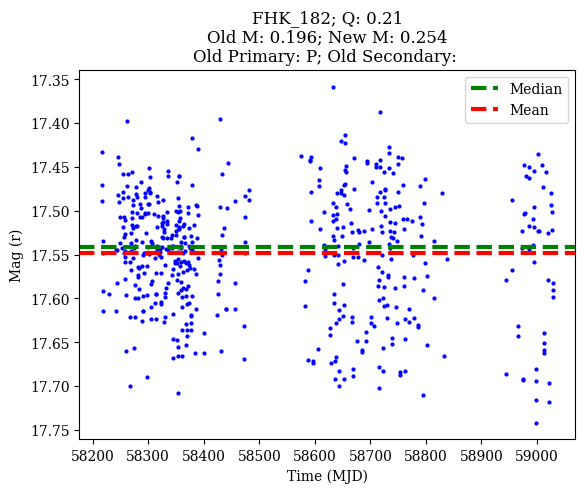 FHK_182; Q: 0.21
Old M: 0.196; New M: 0.254
Old Primary: P; Old Secondary:
Median
Mean
Mag (r)
17.35
17.40
17.45
17.50
17.55
17.60
17.65
17.70
17.75
58200 58300 58400 58500 58600 58700 58800 58900 59000
Time (MJD)